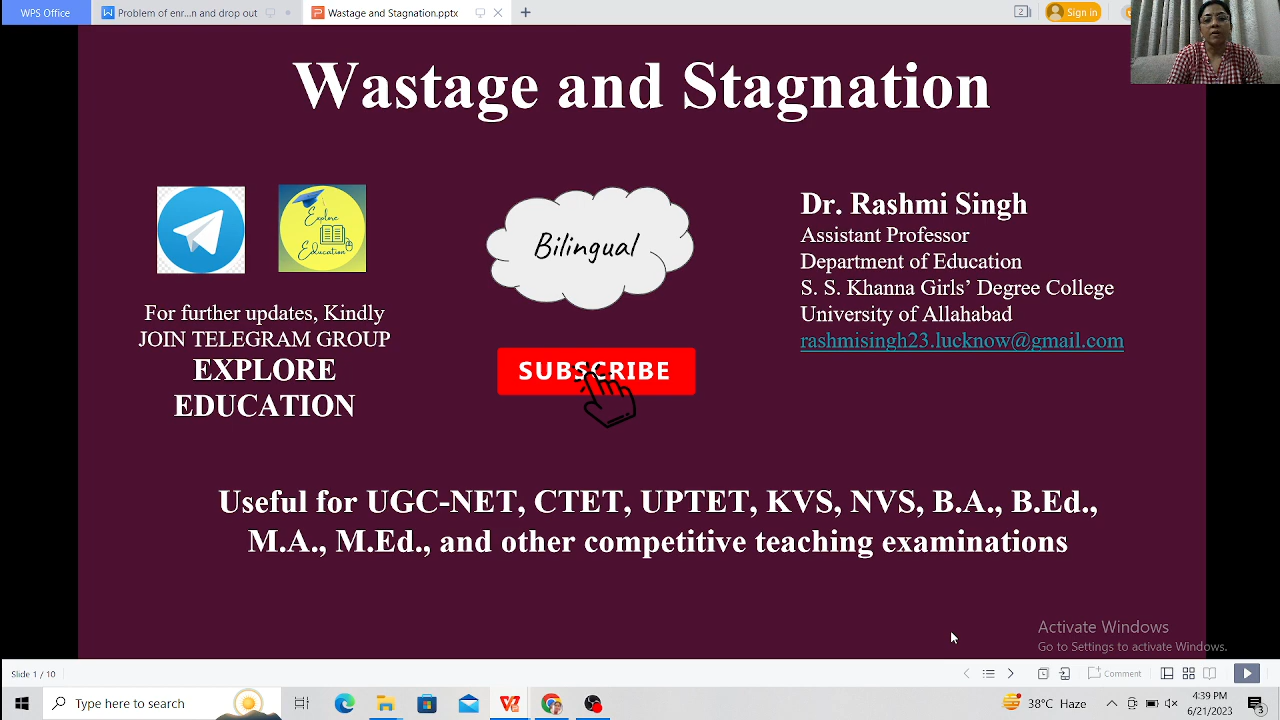 WPS Office
Problem of enr...n and drop out
Wastage and Stagnation.pptx
2
Sign in
Wastage and Stagnation
Explore
Education
Bilingual
Dr. Rashmi Singh
Assistant Professor
Department of Education
S. S. Khanna Girls’ Degree College
University of Allahabad
rashmisingh23.lucknow@gmail.com
For further updates, Kindly
JOIN TELEGRAM GROUP
EXPLORE
EDUCATION
SUBSCRIBE
Useful for UGC-NET, CTET, UPTET, KVS, NVS, B.A., B.Ed.,
M.A., M.Ed., and other competitive teaching examinations
Activate Windows
Go to Settings to activate Windows.
Slide 1 / 10
Comment
Type here to search
38°C Haze
4:39 PM
6/21/2023
3